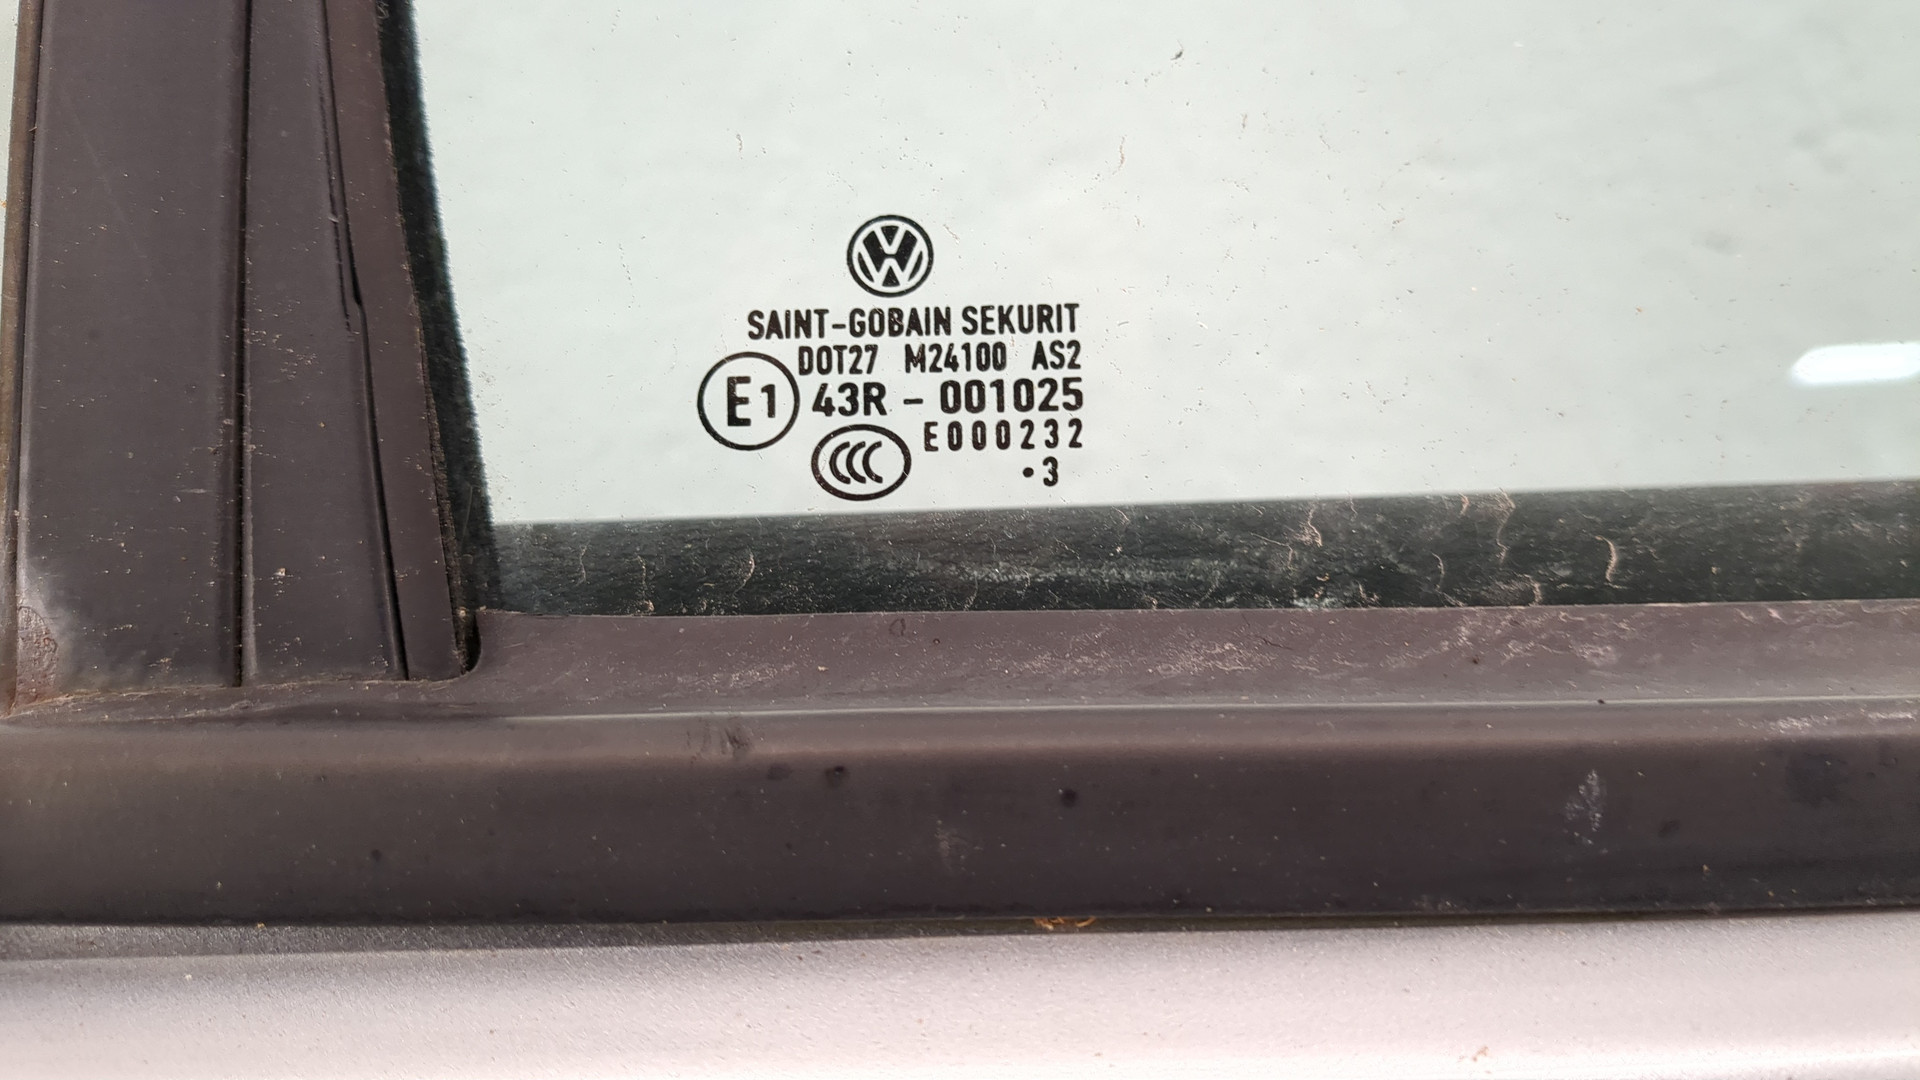 SAINT-GOBAIN SEKURIT
DOT27 M24100 AS2
E1 43R - 001025
CCC E000232
·3